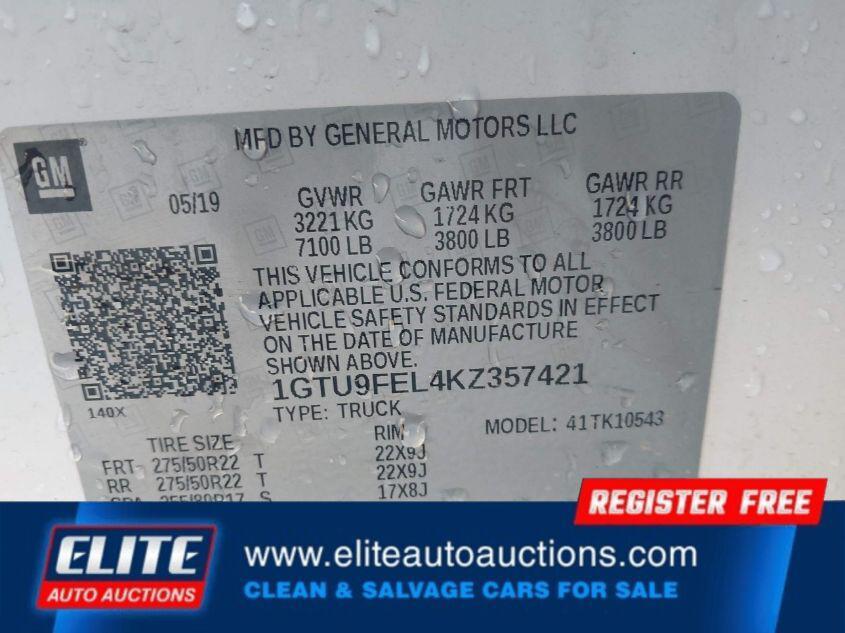 MFD BY GENERAL MOTORS LLC
GM
05/19
GVWR GAWR FRT GAWR RR
3221 KG 1724 KG 1724 KG
7100 LB 3800 LB 3800 LB
THIS VEHICLE CONFORMS TO ALL
APPLICABLE U.S. FEDERAL MOTOR
VEHICLE SAFETY STANDARDS IN EFFECT
ON THE DATE OF MANUFACTURE
SHOWN ABOVE.
1GTU9FEL4KZ357421
140X
TYPE: TRUCK
MODEL: 41TK10543
TIRE SIZE RIM
FRT 275/50R22 T 22X9J
RR 275/50R22 T 22X9J
SPA 255/80R17 S 17X8J
REGISTER FREE
ELITE
AUTO AUCTIONS
www.eliteautoauctions.com
CLEAN & SALVAGE CARS FOR SALE